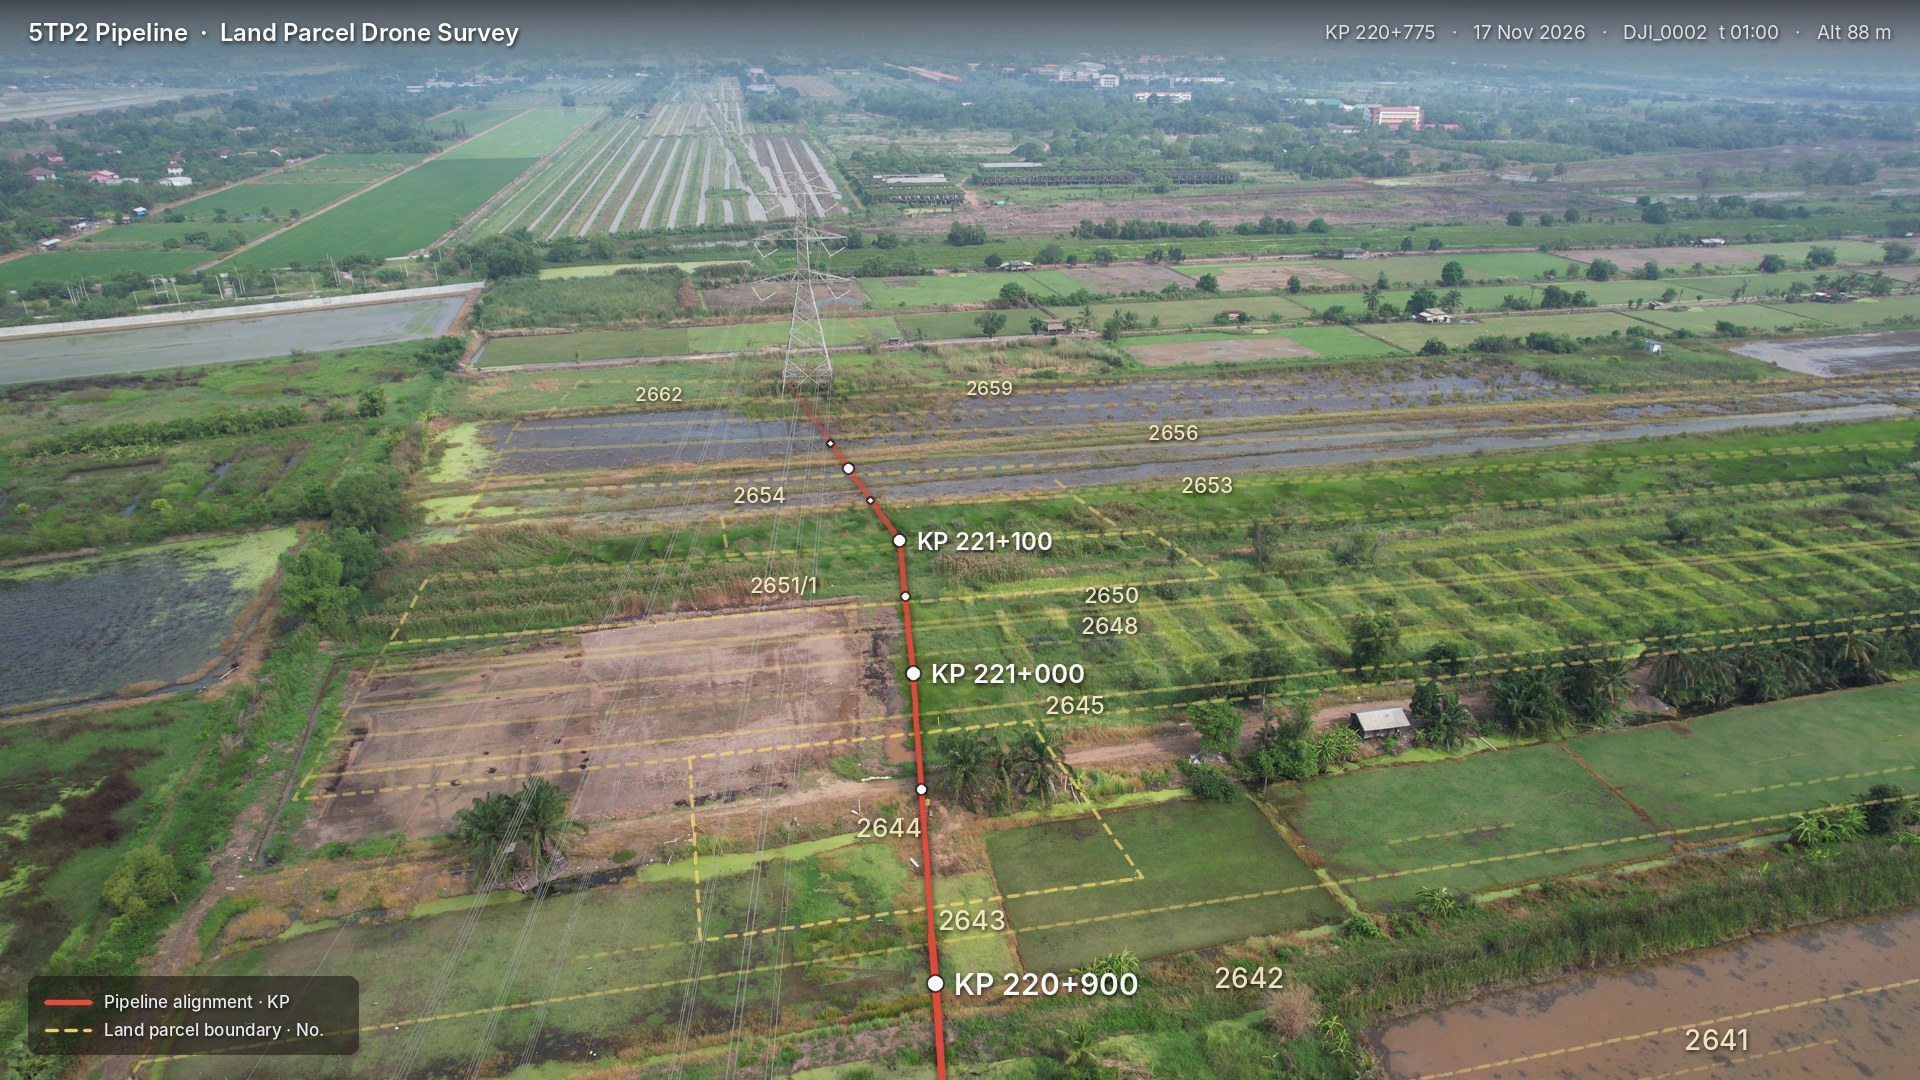 5TP2 Pipeline · Land Parcel Drone Survey
KP 220+775 · 17 Nov 2026 · DJI_0002 t 01:00 · Alt 88 m
2662
2659
2656
2654
2653
KP 221+100
2651/1
2650
2648
KP 221+000
2645
2644
2643
2642
KP 220+900
2641
Pipeline alignment · KP
Land parcel boundary · No.